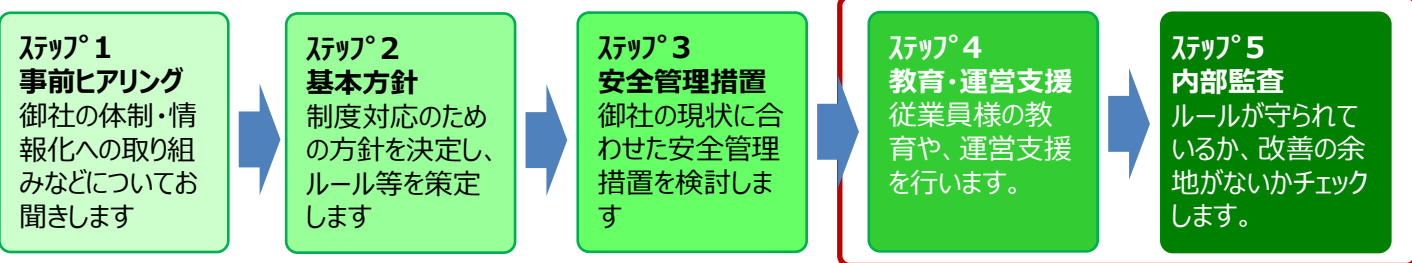 ｽﾃｯﾌﾟ1
事前ヒアリング
御社の体制・情
報化への取り組
みなどについてお
聞きします
ｽﾃｯﾌﾟ2
基本方針
制度対応のため
の方針を決定し、
ルール等を策定
します
ｽﾃｯﾌﾟ3
安全管理措置
御社の現状に合
わせた安全管理
措置を検討しま
す
ｽﾃｯﾌﾟ4
教育・運営支援
従業員様の教
育や、運営支援
を行います。
ｽﾃｯﾌﾟ5
内部監査
ルールが守られて
いるか、改善の余
地がないかチェック
します。